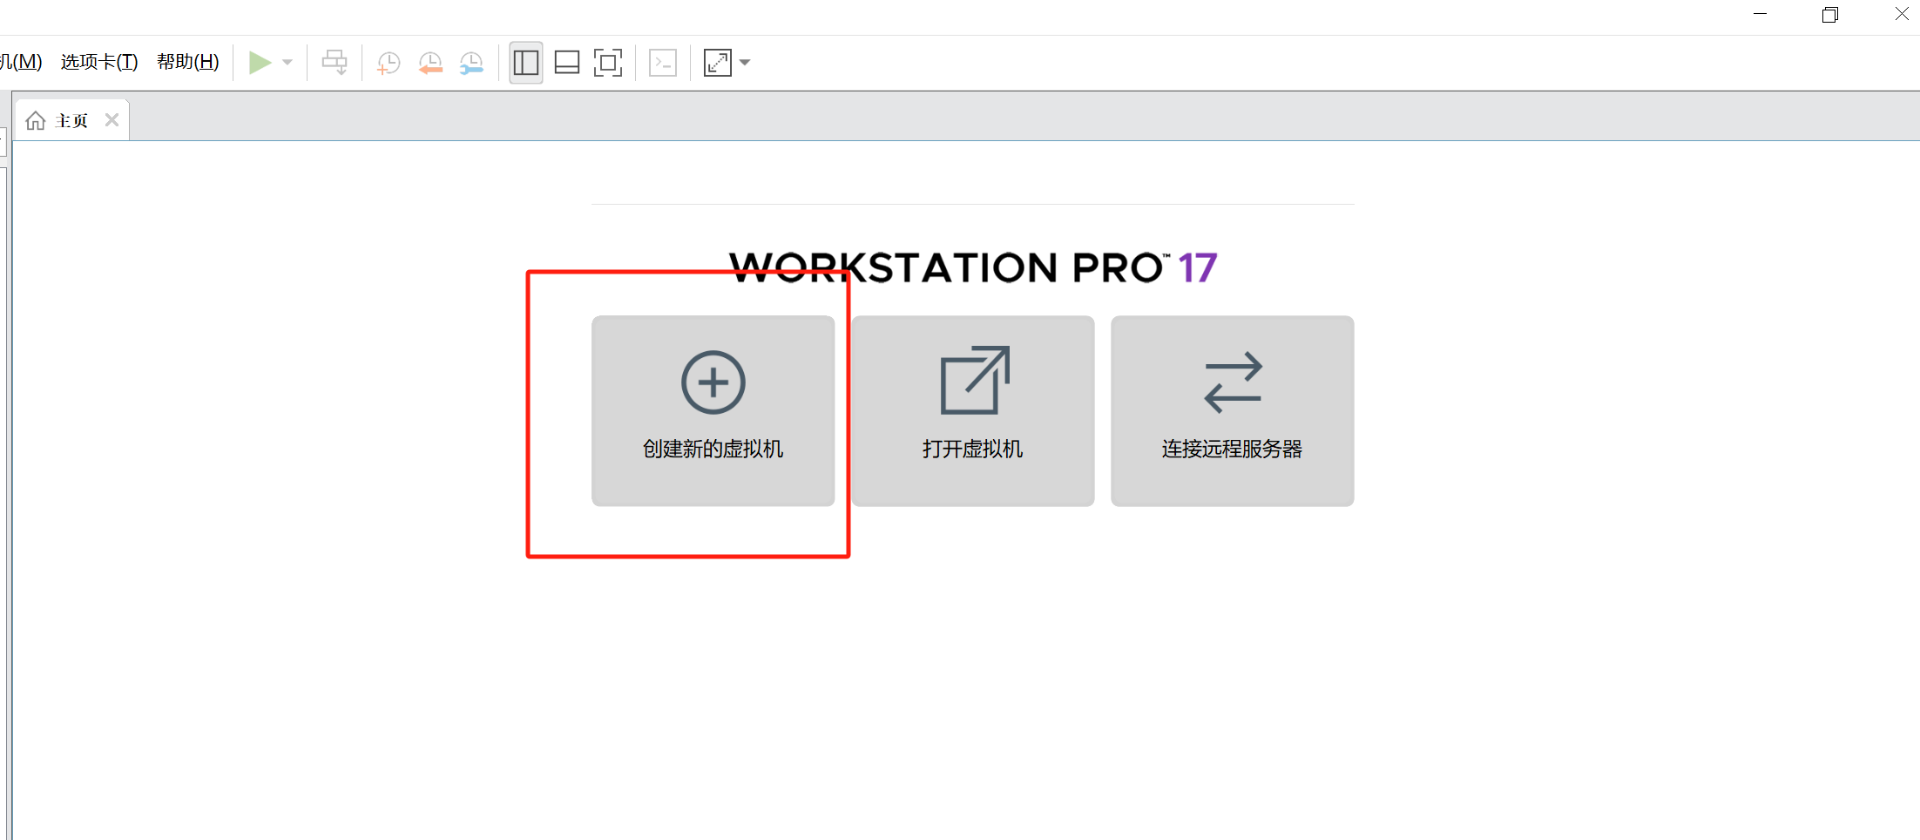 机(M) 选项卡(T) 帮助(H)
主页
WORKSTATION PRO™ 17
创建新的虚拟机 打开虚拟机 连接远程服务器